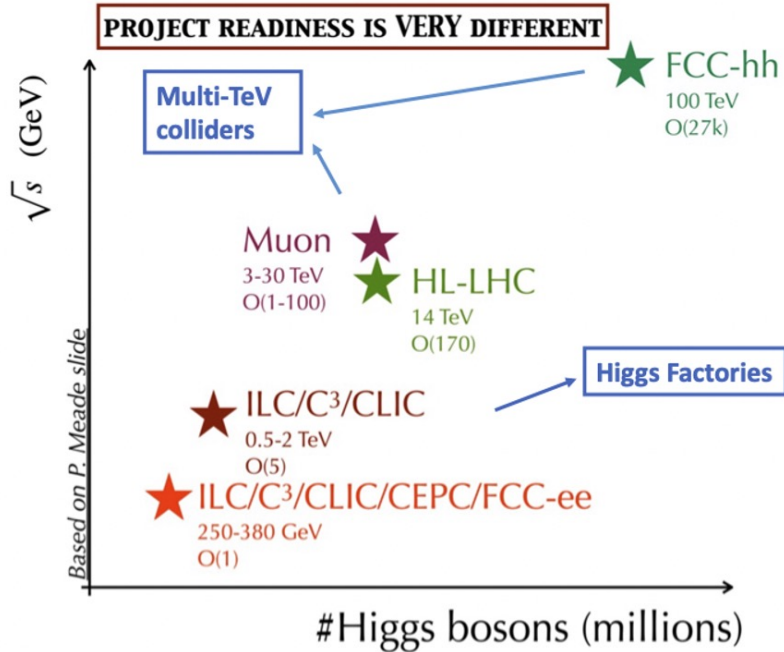 PROJECT READINESS IS VERY DIFFERENT
√s (GeV)
Multi-TeV
colliders
FCC-hh
100 TeV
O(27k)
Muon
3-30 TeV
O(1-100)
HL-LHC
14 TeV
O(170)
Higgs Factories
ILC/C³/CLIC
0.5-2 TeV
O(5)
ILC/C³/CLIC/CEPC/FCC-ee
250-380 GeV
O(1)
Based on P. Meade slide
#Higgs bosons (millions)